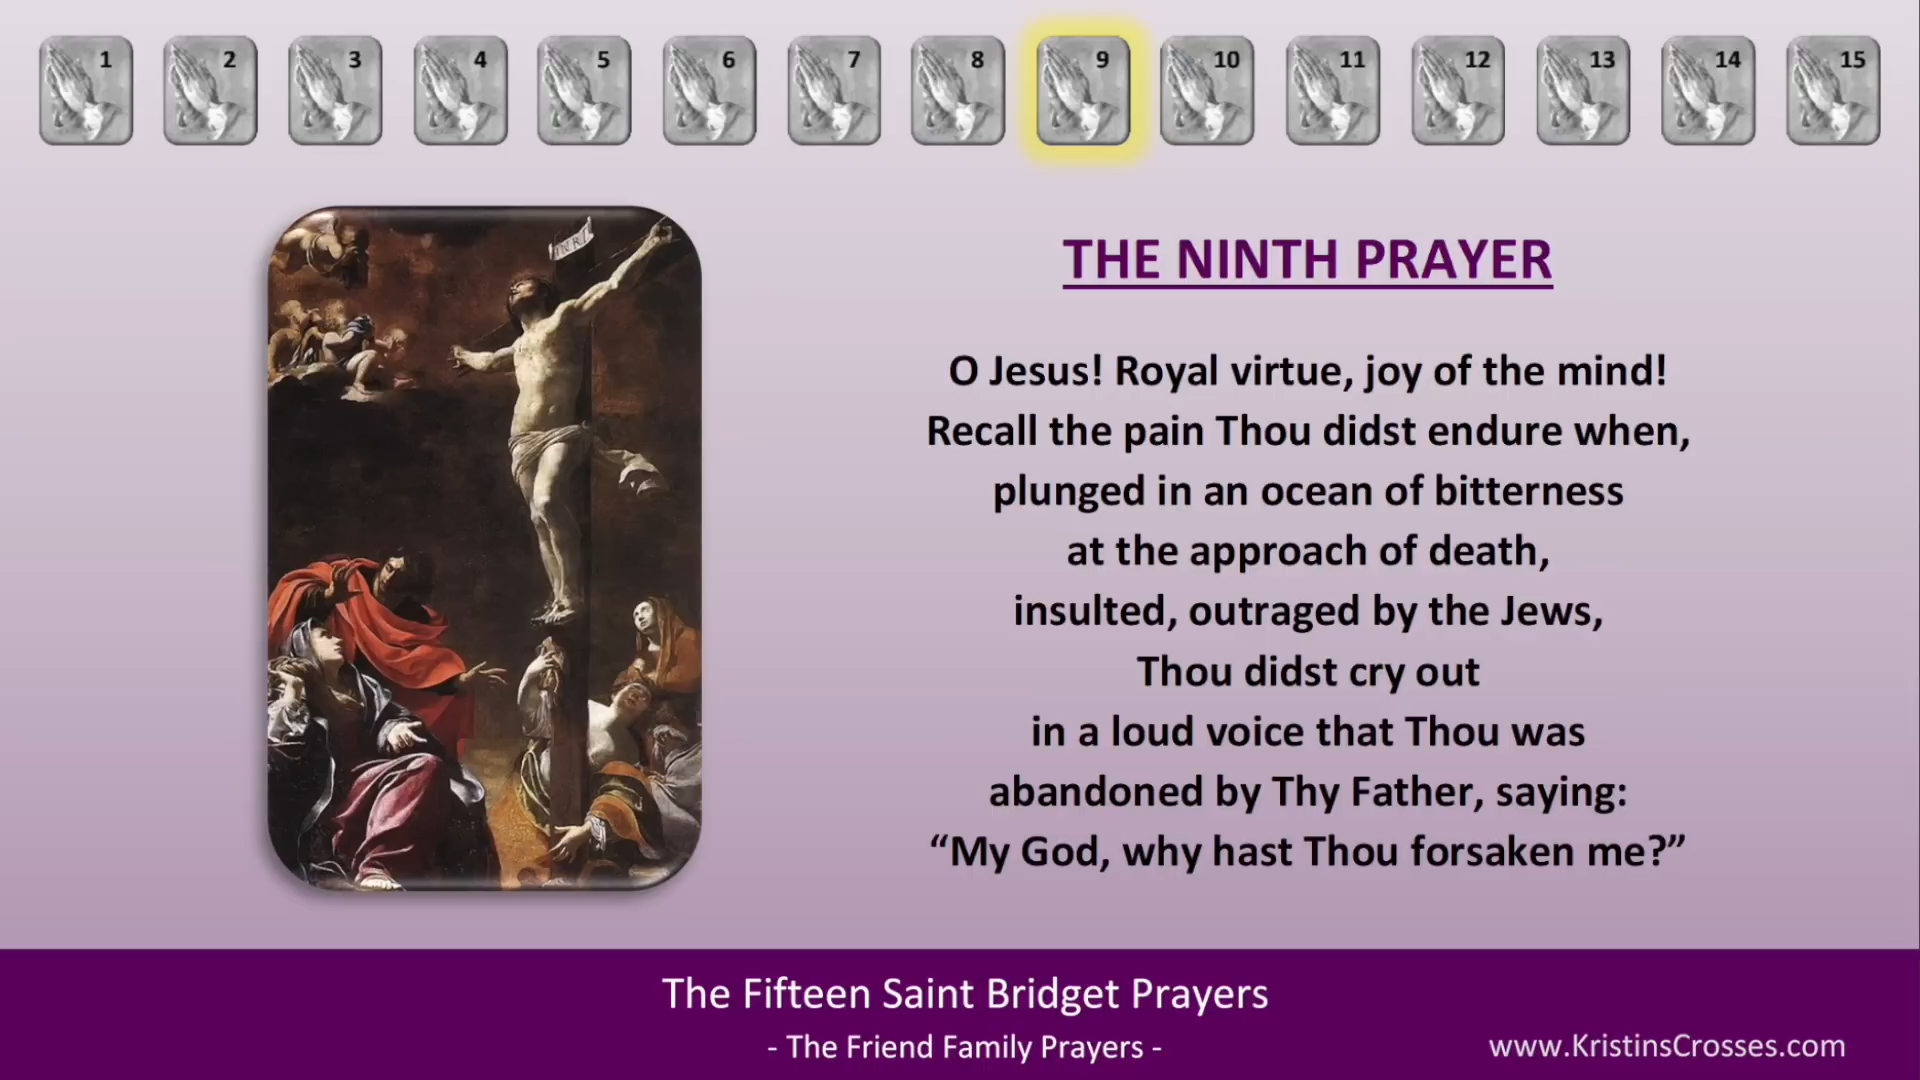 1 2 3 4 5 6 7 8 9 10 11 12 13 14 15
INRI
THE NINTH PRAYER
O Jesus! Royal virtue, joy of the mind!
Recall the pain Thou didst endure when,
plunged in an ocean of bitterness
at the approach of death,
insulted, outraged by the Jews,
Thou didst cry out
in a loud voice that Thou was
abandoned by Thy Father, saying:
“My God, why hast Thou forsaken me?”
The Fifteen Saint Bridget Prayers
- The Friend Family Prayers -
www.KristinsCrosses.com